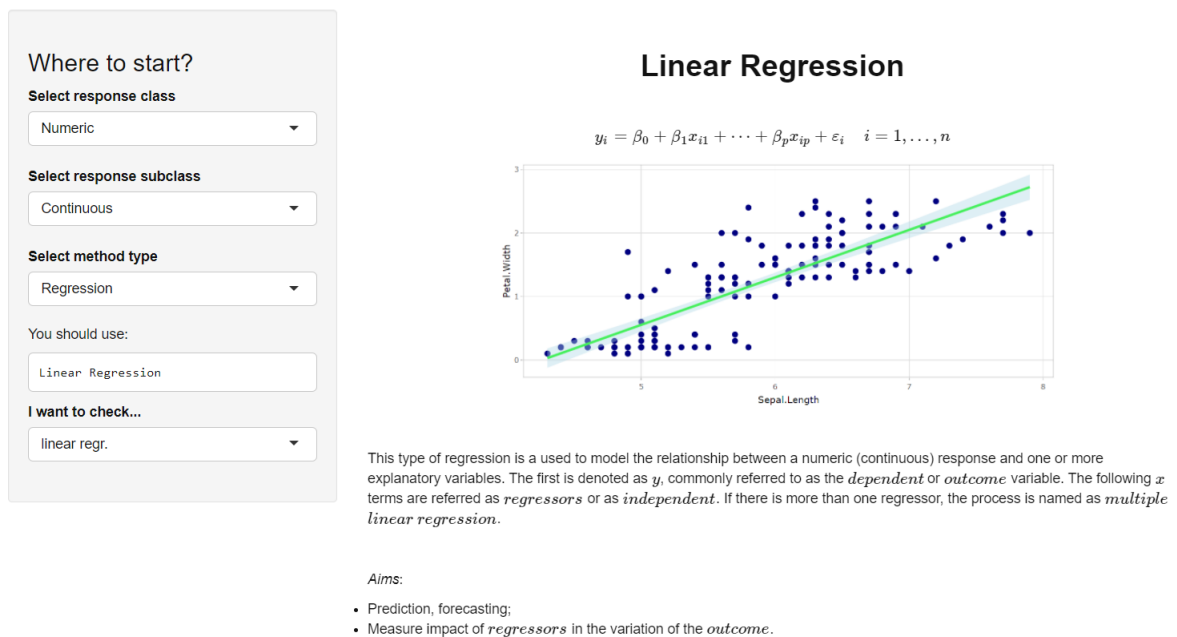 Where to start?
Select response class
Numeric
Select response subclass
Continuous
Select method type
Regression
You should use:
Linear Regression
I want to check...
linear regr.
Linear Regression
yᵢ = β₀ + β₁xᵢ₁ + ⋯ + βₚxᵢₚ + εᵢ  i = 1, . . . , n
3
2
1
0
Petal.Width
5 6 7 8
Sepal.Length
This type of regression is a used to model the relationship between a numeric (continuous) response and one or more
explanatory variables. The first is denoted as y, commonly referred to as the dependent or outcome variable. The following x
terms are referred as regressors or as independent. If there is more than one regressor, the process is named as multiple
linear regression.
Aims:
• Prediction, forecasting;
• Measure impact of regressors in the variation of the outcome.